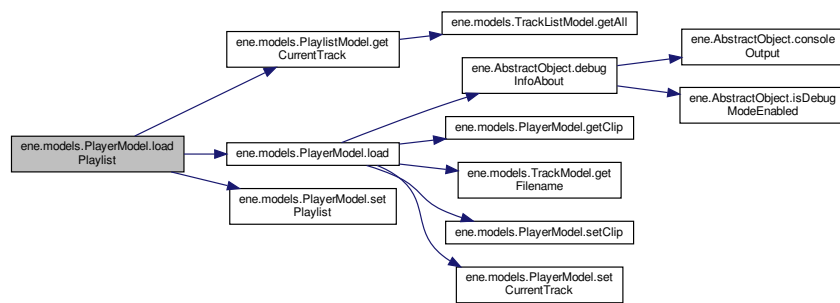 ene.models.PlayerModel.load
Playlist
ene.models.PlaylistModel.get
CurrentTrack
ene.models.TrackListModel.getAll
ene.models.PlayerModel.load
ene.models.PlayerModel.set
Playlist
ene.AbstractObject.debug
InfoAbout
ene.AbstractObject.console
Output
ene.AbstractObject.isDebug
ModeEnabled
ene.models.PlayerModel.getClip
ene.models.TrackModel.get
Filename
ene.models.PlayerModel.setClip
ene.models.PlayerModel.set
CurrentTrack